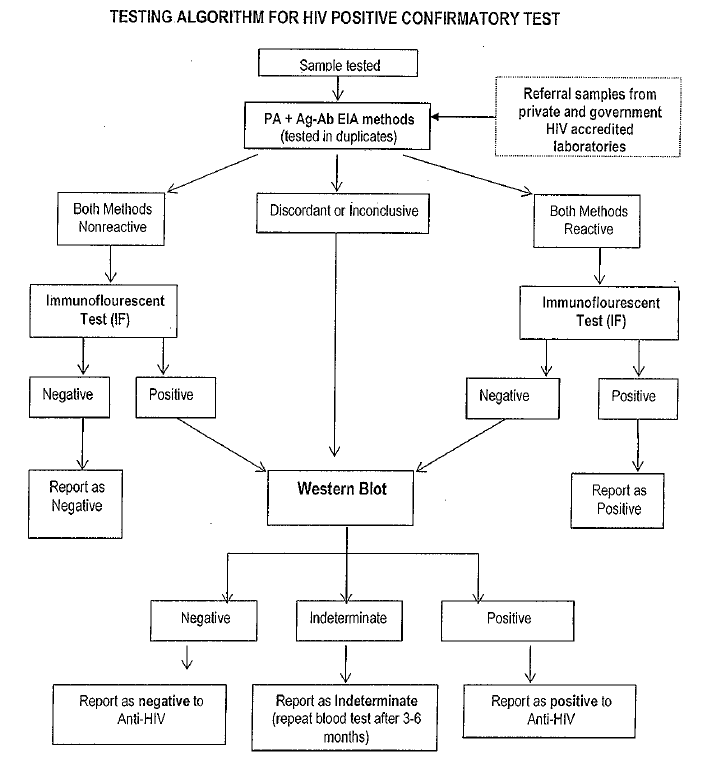 TESTING ALGORITHM FOR HIV POSITIVE CONFIRMATORY TEST
Sample tested
PA + Ag-Ab EIA methods
(tested in duplicates)
Referral samples from
private and government
HIV accredited
laboratories
Both Methods
Nonreactive
Discordant or Inconclusive
Both Methods
Reactive
Immunoflourescent
Test (IF)
Immunoflourescent
Test (IF)
Negative
Positive
Negative
Positive
Report as
Negative
Western Blot
Report as
Positive
Negative
Indeterminate
Positive
Report as negative to
Anti-HIV
Report as Indeterminate
(repeat blood test after 3-6
months)
Report as positive to
Anti-HIV